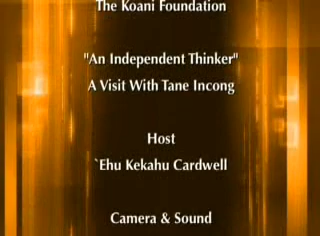 The Koani Foundation
"An Independent Thinker"
A Visit With Tane Incong
Host
`Ehu Kekahu Cardwell
Camera & Sound